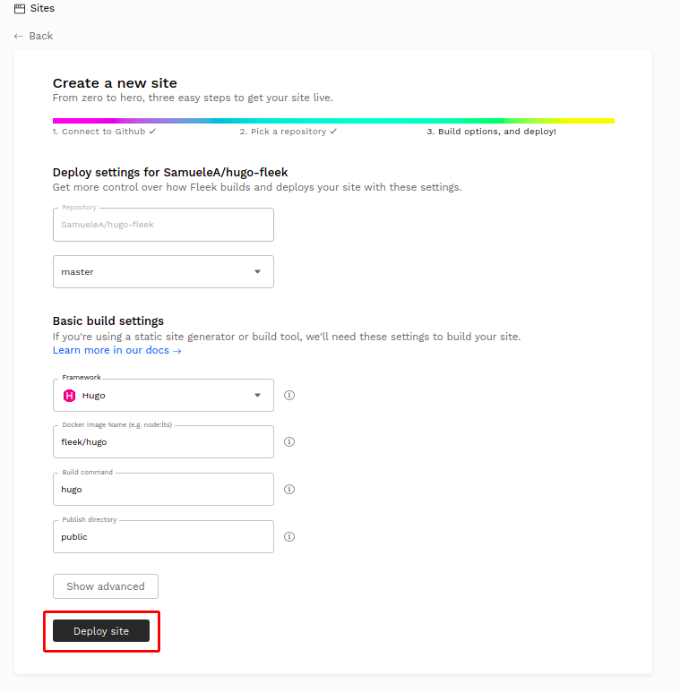 Sites
← Back
Create a new site
From zero to hero, three easy steps to get your site live.
1. Connect to Github ✓ 2. Pick a repository ✓ 3. Build options, and deploy!
Deploy settings for SamueleA/hugo-fleek
Get more control over how Fleek builds and deploys your site with these settings.
Repository
SamueleA/hugo-fleek
master
Basic build settings
If you're using a static site generator or build tool, we'll need these settings to build your site.
Learn more in our docs →
Framework
H Hugo
Docker Image Name (e.g. node:lts)
fleek/hugo
Build command
hugo
Publish directory
public
Show advanced
Deploy site